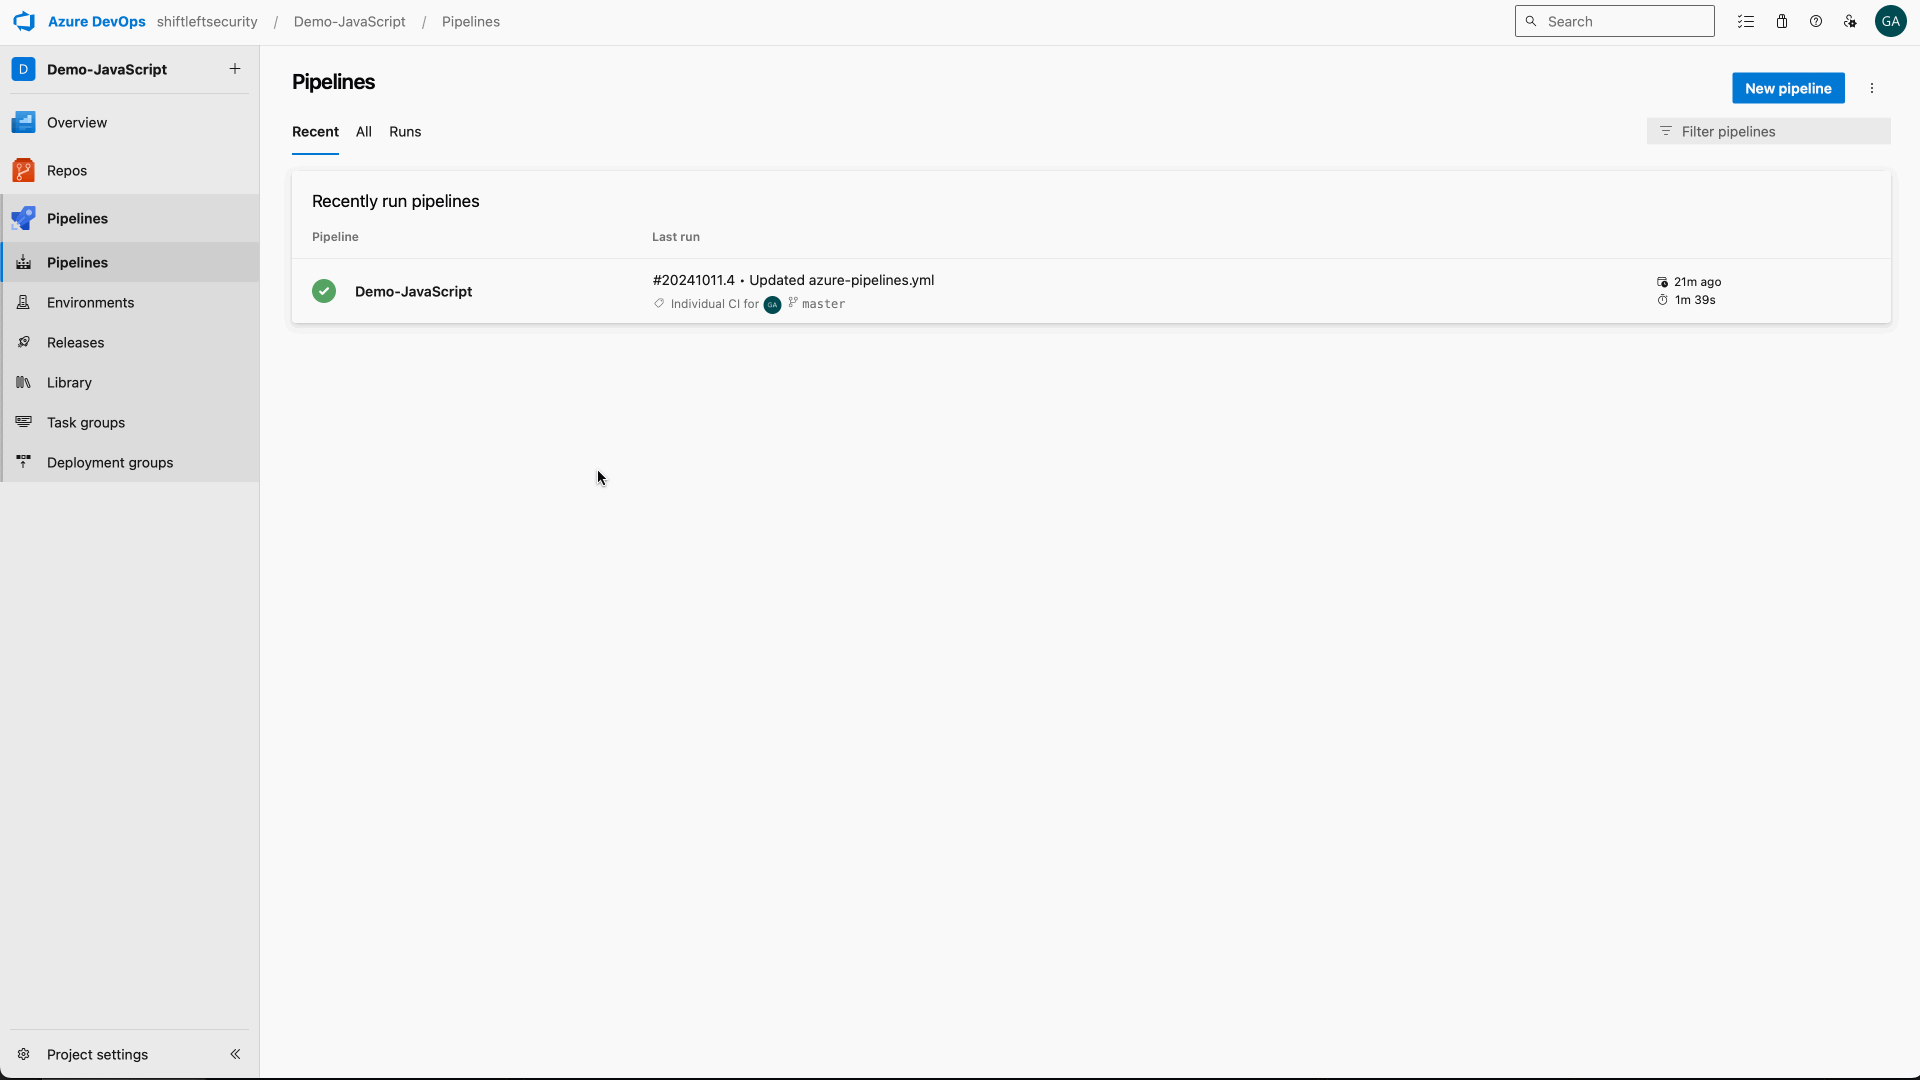 Azure DevOps shiftleftsecurity / Demo-JavaScript / Pipelines
Search
GA
D Demo-JavaScript
Overview
Repos
Pipelines
Pipelines
Environments
Releases
Library
Task groups
Deployment groups
Project settings
Pipelines
New pipeline
Recent All Runs
Filter pipelines
Recently run pipelines
Pipeline Last run
Demo-JavaScript
#20241011.4 • Updated azure-pipelines.yml
Individual CI for GA master
21m ago
1m 39s